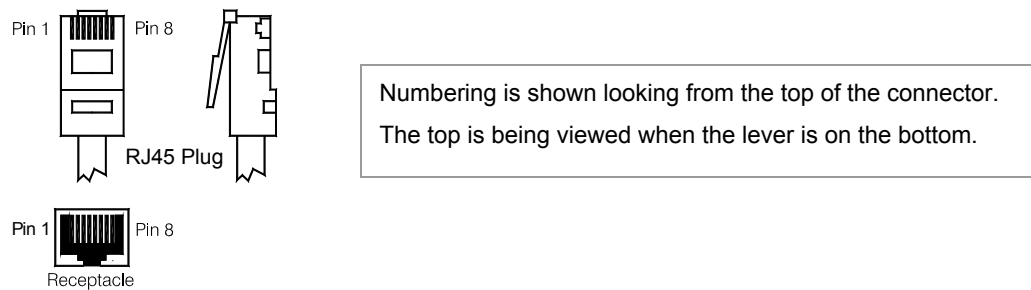 Pin 1 Pin 8
RJ45 Plug
Numbering is shown looking from the top of the connector.
The top is being viewed when the lever is on the bottom.
Pin 1 Pin 8
Receptacle